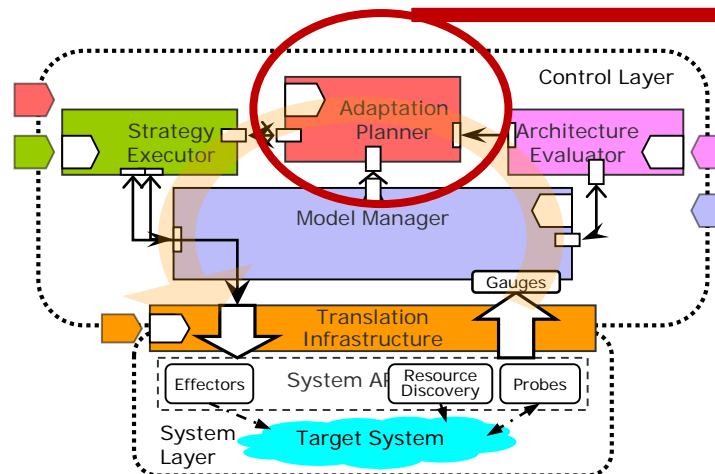 Control Layer
Strategy
Executor
Adaptation
Planner
Architecture
Evaluator
Model Manager
Gauges
Translation
Infrastructure
System AP
Effectors
Resource
Discovery
Probes
Target System
System
Layer